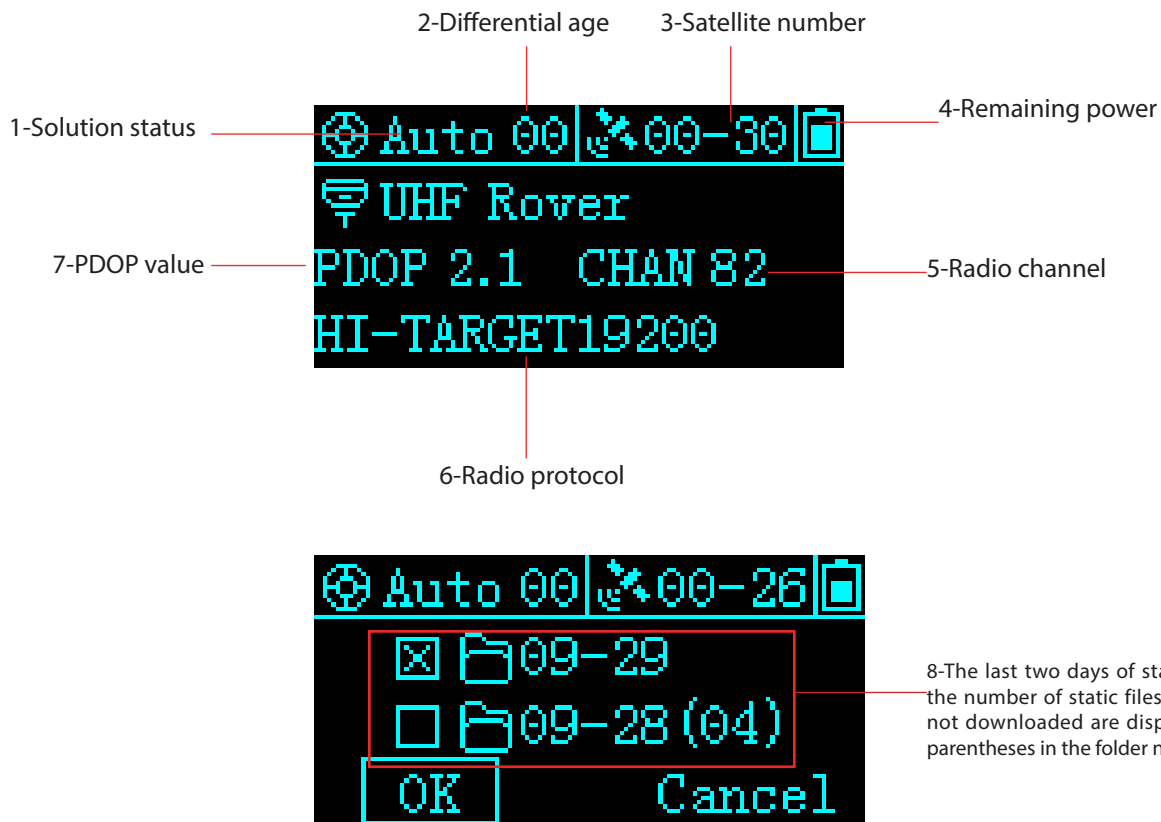 2-Differential age
3-Satellite number
1-Solution status
4-Remaining power
Auto 00 00-30
UHF Rover
7-PDOP value
PDOP 2.1 CHAN 82
5-Radio channel
HI-TARGET19200
6-Radio protocol
Auto 00 00-26
09-29
09-28 (04)
8-The last two days of
the number of static files
not downloaded are
parentheses in the folder
OK Cancel